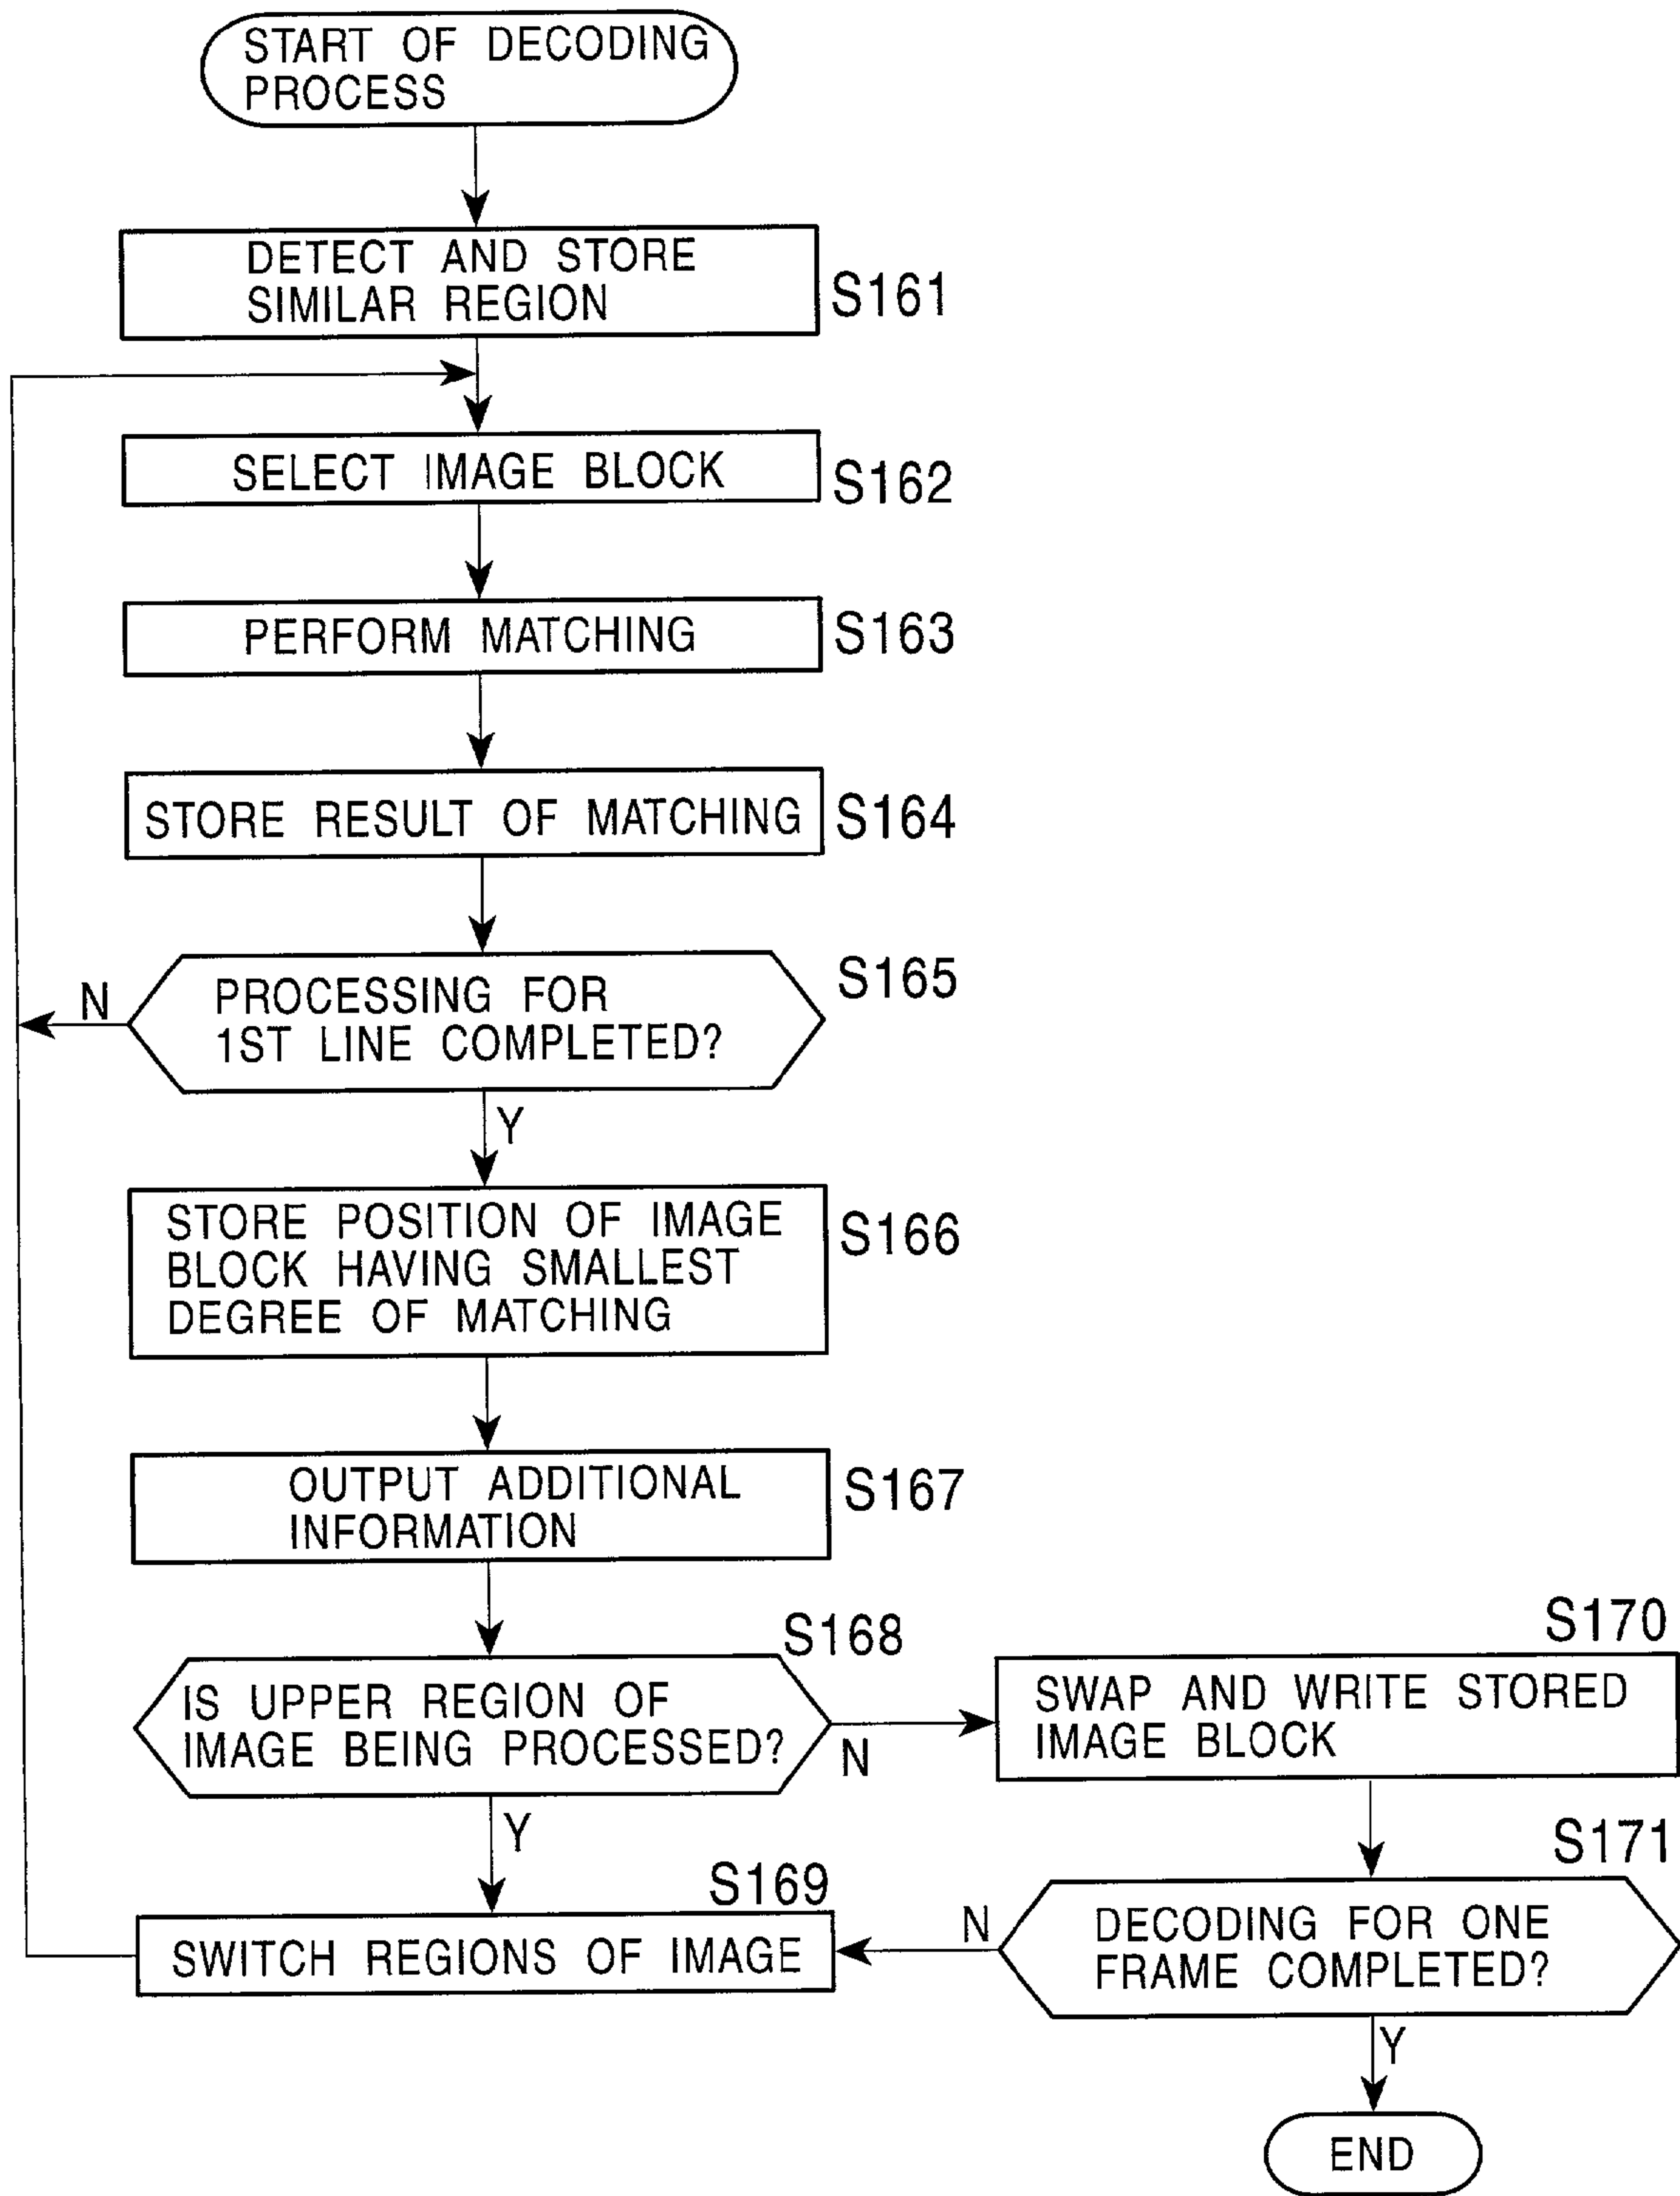 START OF DECODING
PROCESS
DETECT AND STORE
SIMILAR REGION
S161
SELECT IMAGE BLOCK
S162
PERFORM MATCHING
S163
STORE RESULT OF MATCHING
S164
PROCESSING FOR
1ST LINE COMPLETED?
S165
N
Y
STORE POSITION OF IMAGE
BLOCK HAVING SMALLEST
DEGREE OF MATCHING
S166
OUTPUT ADDITIONAL
INFORMATION
S167
S168
IS UPPER REGION OF
IMAGE BEING PROCESSED?
N
Y
S170
SWAP AND WRITE STORED
IMAGE BLOCK
S169
SWITCH REGIONS OF IMAGE
S171
N
DECODING FOR ONE
FRAME COMPLETED?
Y
END